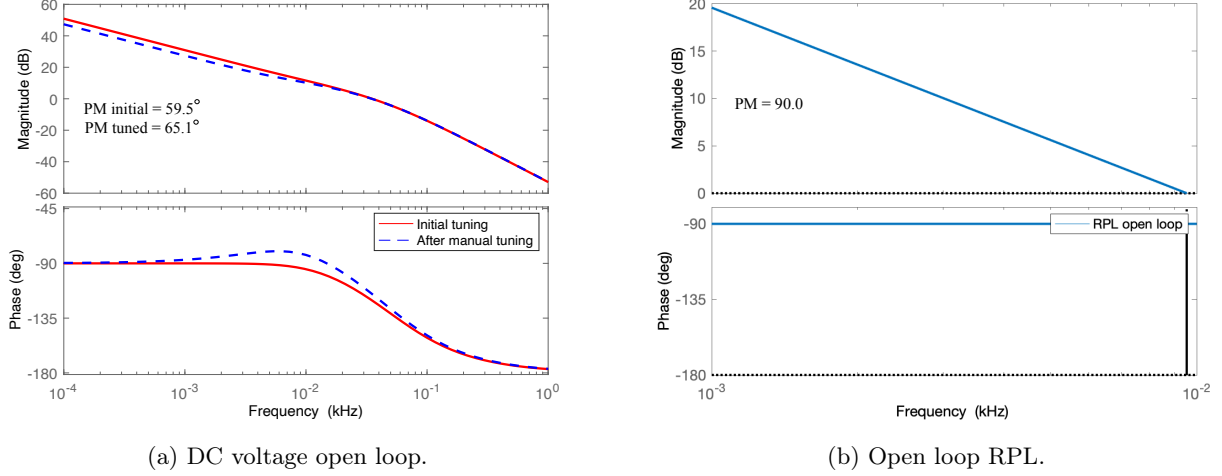 60
40
20
0
-20
-40
60
Magnitude (dB)
PM initial = 59.5°
PM tuned = 65.1°
-45
-90
-135
-180
Phase (deg)
Initial tuning
After manual tuning
10⁻⁴
10⁻³
10⁻²
10⁻¹
10⁰
Frequency (kHz)
(a) DC voltage open loop.
20
15
10
5
0
Magnitude (dB)
PM = 90.0
-90
-135
-180
Phase (deg)
RPL open loop
10⁻³
10⁻²
Frequency (kHz)
(b) Open loop RPL.